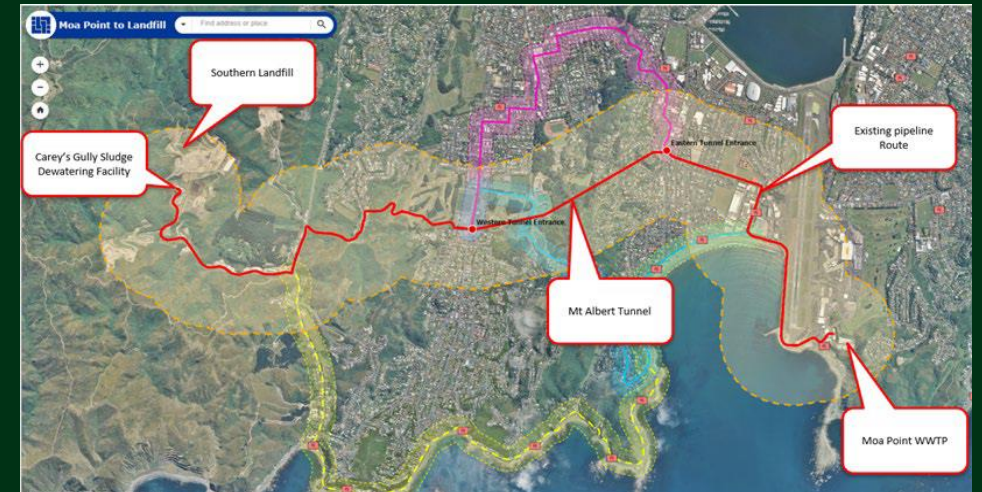 Moa Point to Landfill
Find address or place
Southern Landfill
Carey's Gully Sludge
Dewatering Facility
Existing pipeline
Route
Eastern Tunnel Entrance
Western Tunnel Entrance
Mt Albert Tunnel
Moa Point WWTP